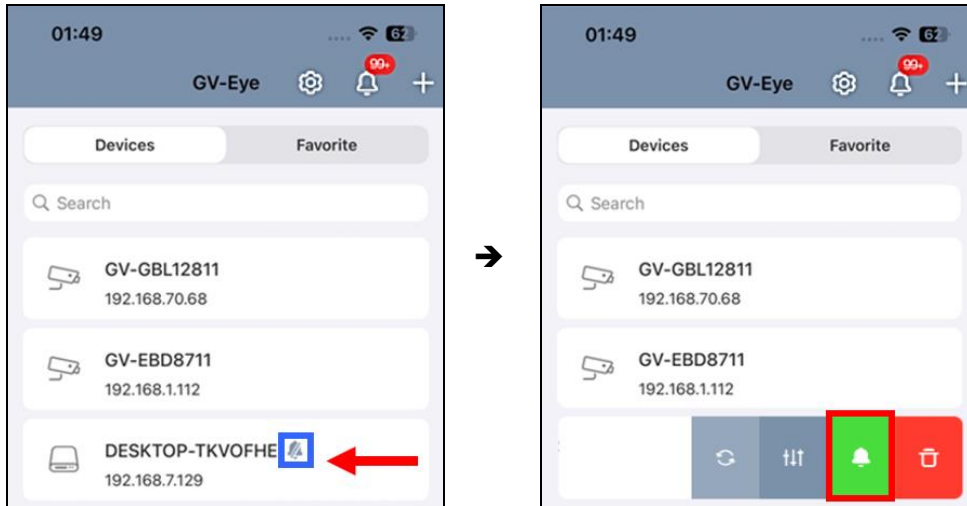 01:49
62
GV-Eye
99+
Devices
Favorite
Search
GV-GBL12811
192.168.70.68
GV-EBD8711
192.168.1.112
DESKTOP-TKVOFHE
192.168.7.129
➔
01:49
62
GV-Eye
99+
Devices
Favorite
Search
GV-GBL12811
192.168.70.68
GV-EBD8711
192.168.1.112